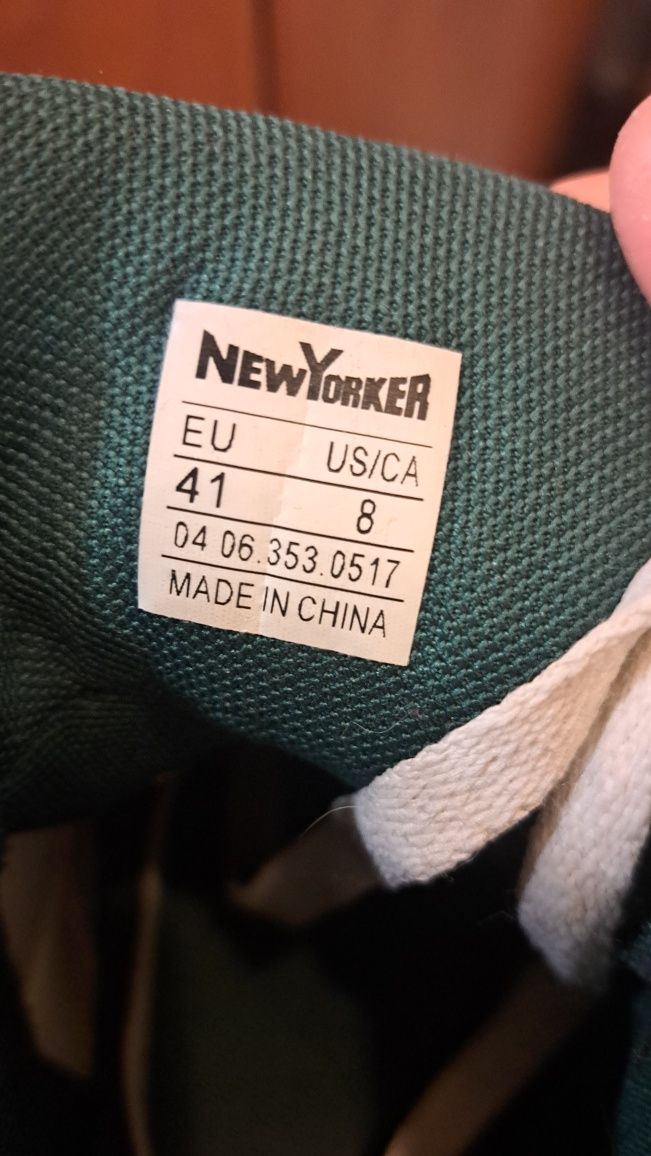 NEWYORKER
EU US/CA
41 8
04 06.353.0517
MADE IN CHINA